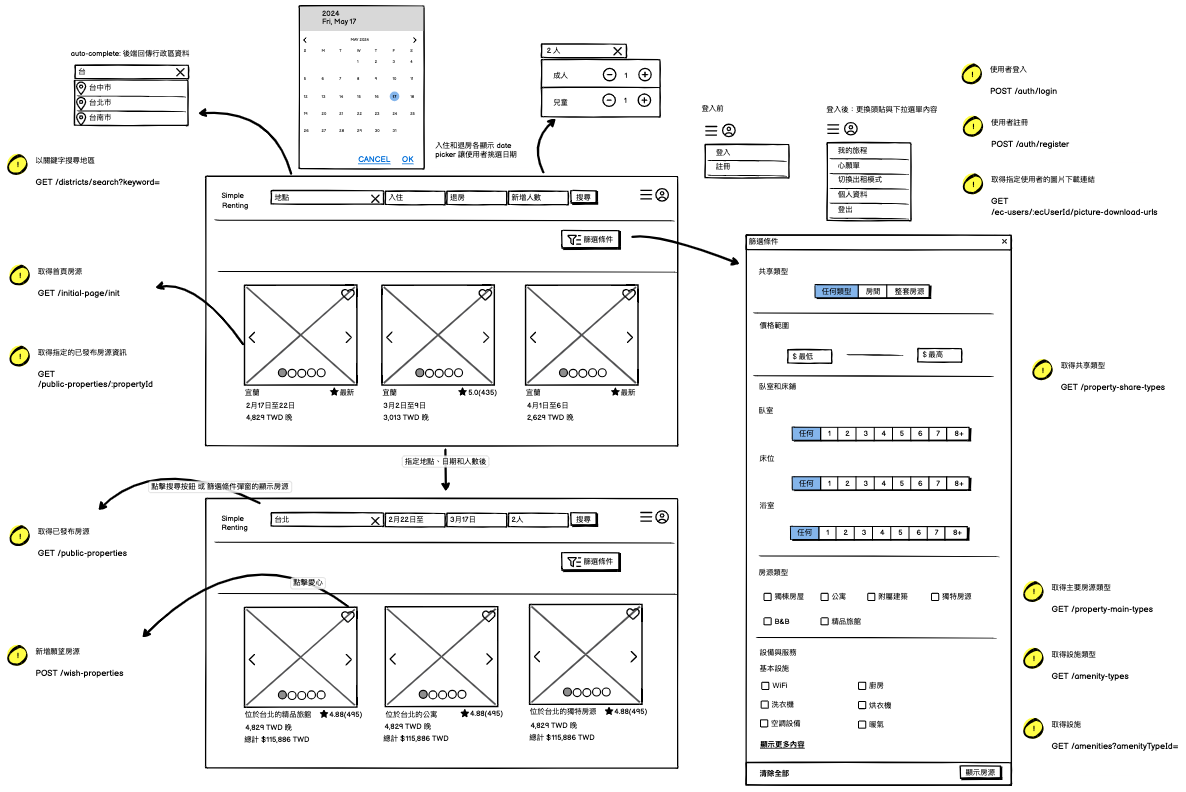 auto-complete: 後端回傳行政區資料
台
台中市
台北市
台南市
2024
Fri, May 17
MAY 2024
S M T W T F S
1 2 3 4
5 6 7 8 9 10 11
12 13 14 15 16 17 18
19 20 21 22 23 24 25
26 27 28 29 30 31
CANCEL OK
入住和退房各顯示 date
picker 讓使用者挑選日期
2 人
成人 1
兒童 1
登入前
登入
註冊
登入後：更換頭貼與下拉選單內容
我的旅程
心願單
切換出租模式
個人資料
登出
! 使用者登入
POST /auth/login
! 使用者註冊
POST /auth/register
! 取得指定使用者的圖片下載連結
GET
/ec-users/:ecUserId/picture-download-urls
! 以關鍵字搜尋地區
GET /districts/search?keyword=
! 取得首頁房源
GET /initial-page/init
! 取得指定的已發布房源資訊
GET
/public-properties/:propertyId
Simple
Renting
地點
入住
退房
新增人數
搜尋
篩選條件
宜蘭 最新
2月17日至22日
4,829 TWD 晚
宜蘭 5.0(435)
3月2日至9日
3,013 TWD 晚
宜蘭 最新
4月1日至6日
2,629 TWD 晚
指定地點、日期和人數後
點擊搜尋按鈕 或 篩選條件彈窗的顯示房源
! 取得已發布房源
GET /public-properties
Simple
Renting
台北
2月22日至
3月17日
2人
搜尋
篩選條件
點擊愛心
! 新增願望房源
POST /wish-properties
位於台北的精品旅館 4.88(495)
4,829 TWD 晚
總計 $115,886 TWD
位於台北的公寓 4.88(495)
4,829 TWD 晚
總計 $115,886 TWD
位於台北的獨特房源 4.88(495)
4,829 TWD 晚
總計 $115,886 TWD
篩選條件
共享類型
任何類型 房間 整套房源
價格範圍
$ 最低 $ 最高
臥室和床鋪
臥室
任何 1 2 3 4 5 6 7 8+
床位
任何 1 2 3 4 5 6 7 8+
浴室
任何 1 2 3 4 5 6 7 8+
房源類型
獨棟房屋 公寓 附屬建築 獨特房源
B&B 精品旅館
設備與服務
基本設施
WiFi 廚房
洗衣機 烘衣機
空調設備 暖氣
顯示更多內容
清除全部 顯示房源
! 取得共享類型
GET /property-share-types
! 取得主要房源類型
GET /property-main-types
! 取得設施類型
GET /amenity-types
! 取得設施
GET /amenities?amenityTypeId=